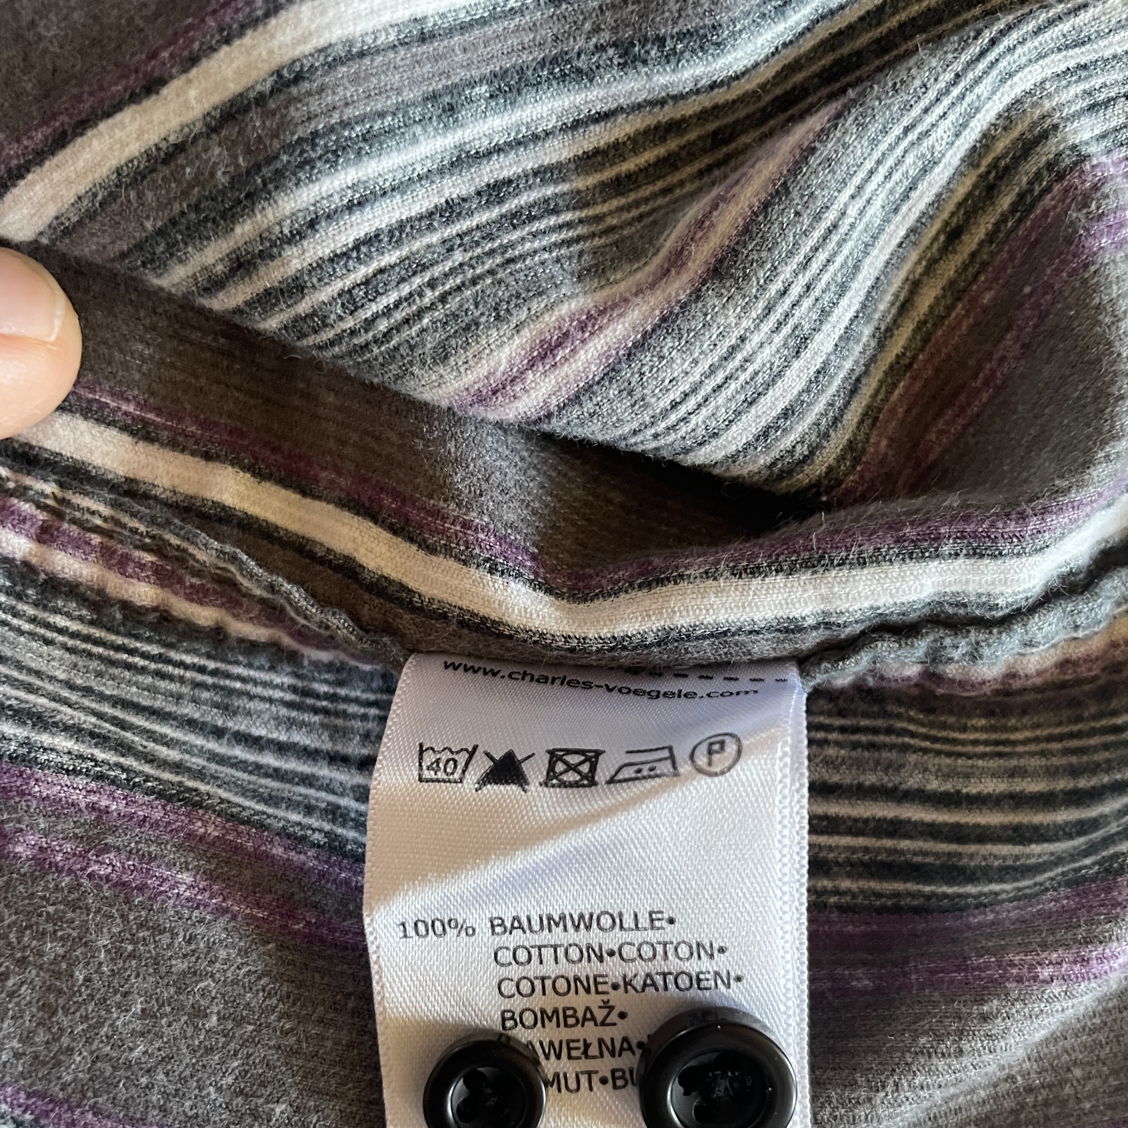 www.charles-voegele.com
40 P
100% BAUMWOLLE•
COTTON•COTON•
COTONE•KATOEN•
BOMBAŽ•